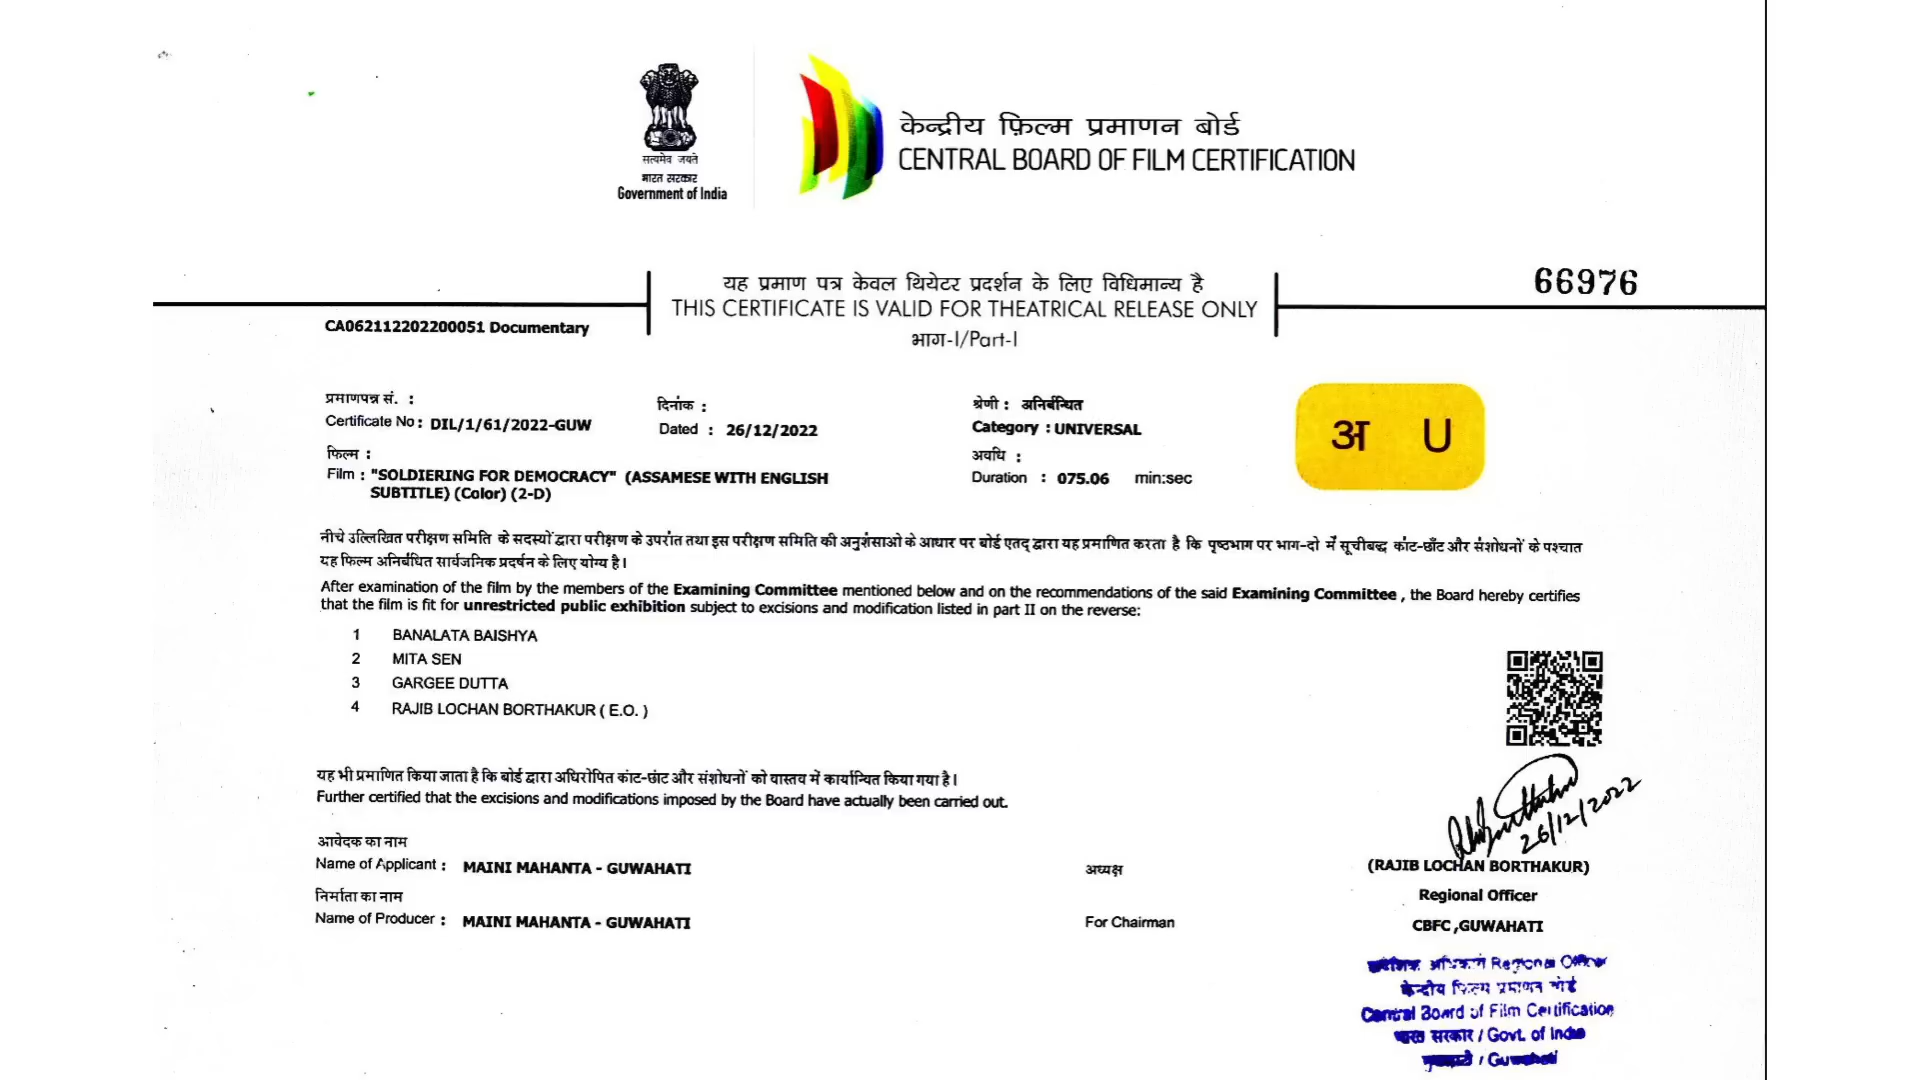 सत्यमेव जयते
भारत सरकार
Government of India
केन्द्रीय फ़िल्म प्रमाणन बोर्ड
CENTRAL BOARD OF FILM CERTIFICATION
यह प्रमाण पत्र केवल थियेटर प्रदर्शन के लिए विधिमान्य है
66976
THIS CERTIFICATE IS VALID FOR THEATRICAL RELEASE ONLY
CA062112202200051 Documentary
भाग-I/Part-I
प्रमाणपत्र सं. :
दिनांक :
श्रेणी : अनिर्बन्धित
Certificate No : DIL/1/61/2022-GUW
Dated : 26/12/2022
Category : UNIVERSAL
अ U
फिल्म :
अवधि :
Film : "SOLDIERING FOR DEMOCRACY" (ASSAMESE WITH ENGLISH
SUBTITLE) (Color) (2-D)
Duration : 075.06 min:sec
नीचे उल्लिखित परीक्षण समिति के सदस्यों द्वारा परीक्षण के उपरांत तथा इस परीक्षण समिति की अनुशंसाओ के आधार पर बोर्ड एतद् द्वारा यह प्रमाणित करता है कि पृष्ठभाग पर भाग-दो में सूचीबद्ध कांट-छाँट और संशोधनों के पश्चात
यह फिल्म अनिबंधित सार्वजनिक प्रदर्षन के लिए योग्य है।
After examination of the film by the members of the Examining Committee mentioned below and on the recommendations of the said Examining Committee , the Board hereby certifies
that the film is fit for unrestricted public exhibition subject to excisions and modification listed in part II on the reverse:
1 BANALATA BAISHYA
2 MITA SEN
3 GARGEE DUTTA
4 RAJIB LOCHAN BORTHAKUR ( E.O. )
यह भी प्रमाणित किया जाता है कि बोर्ड द्वारा अधिरोपित कांट-छांट और संशोधनों को वास्तव में कार्यान्वित किया गया है।
Further certified that the excisions and modifications imposed by the Board have actually been carried out.
26/12/2022
आवेदक का नाम
Name of Applicant : MAINI MAHANTA - GUWAHATI
अध्यक्ष
(RAJIB LOCHAN BORTHAKUR)
निर्माता का नाम
Regional Officer
Name of Producer : MAINI MAHANTA - GUWAHATI
For Chairman
CBFC ,GUWAHATI
Regional Officer
केन्द्रीय फिल्म प्रमाणन बोर्ड
Central Board of Film Certification
भारत सरकार / Govt. of India
/ Guwahati